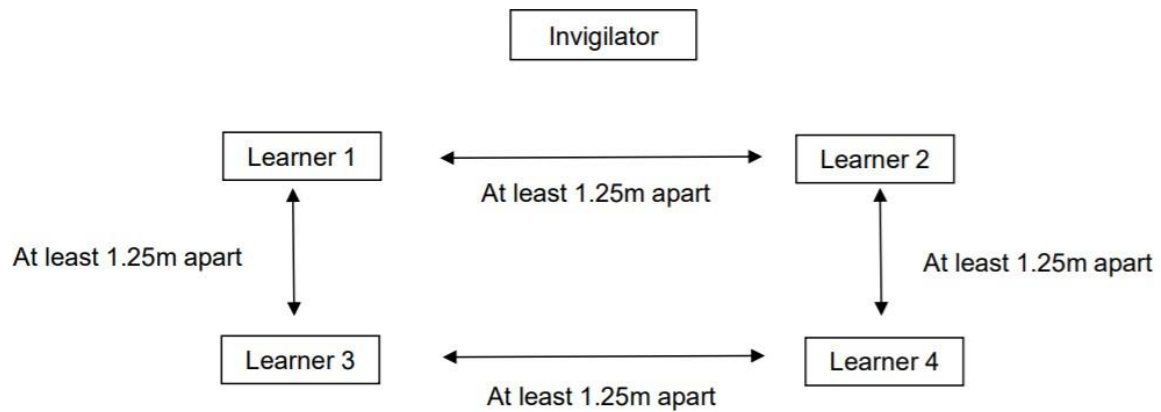 Invigilator
Learner 1
Learner 2
At least 1.25m apart
At least 1.25m apart
At least 1.25m apart
Learner 3
Learner 4
At least 1.25m apart